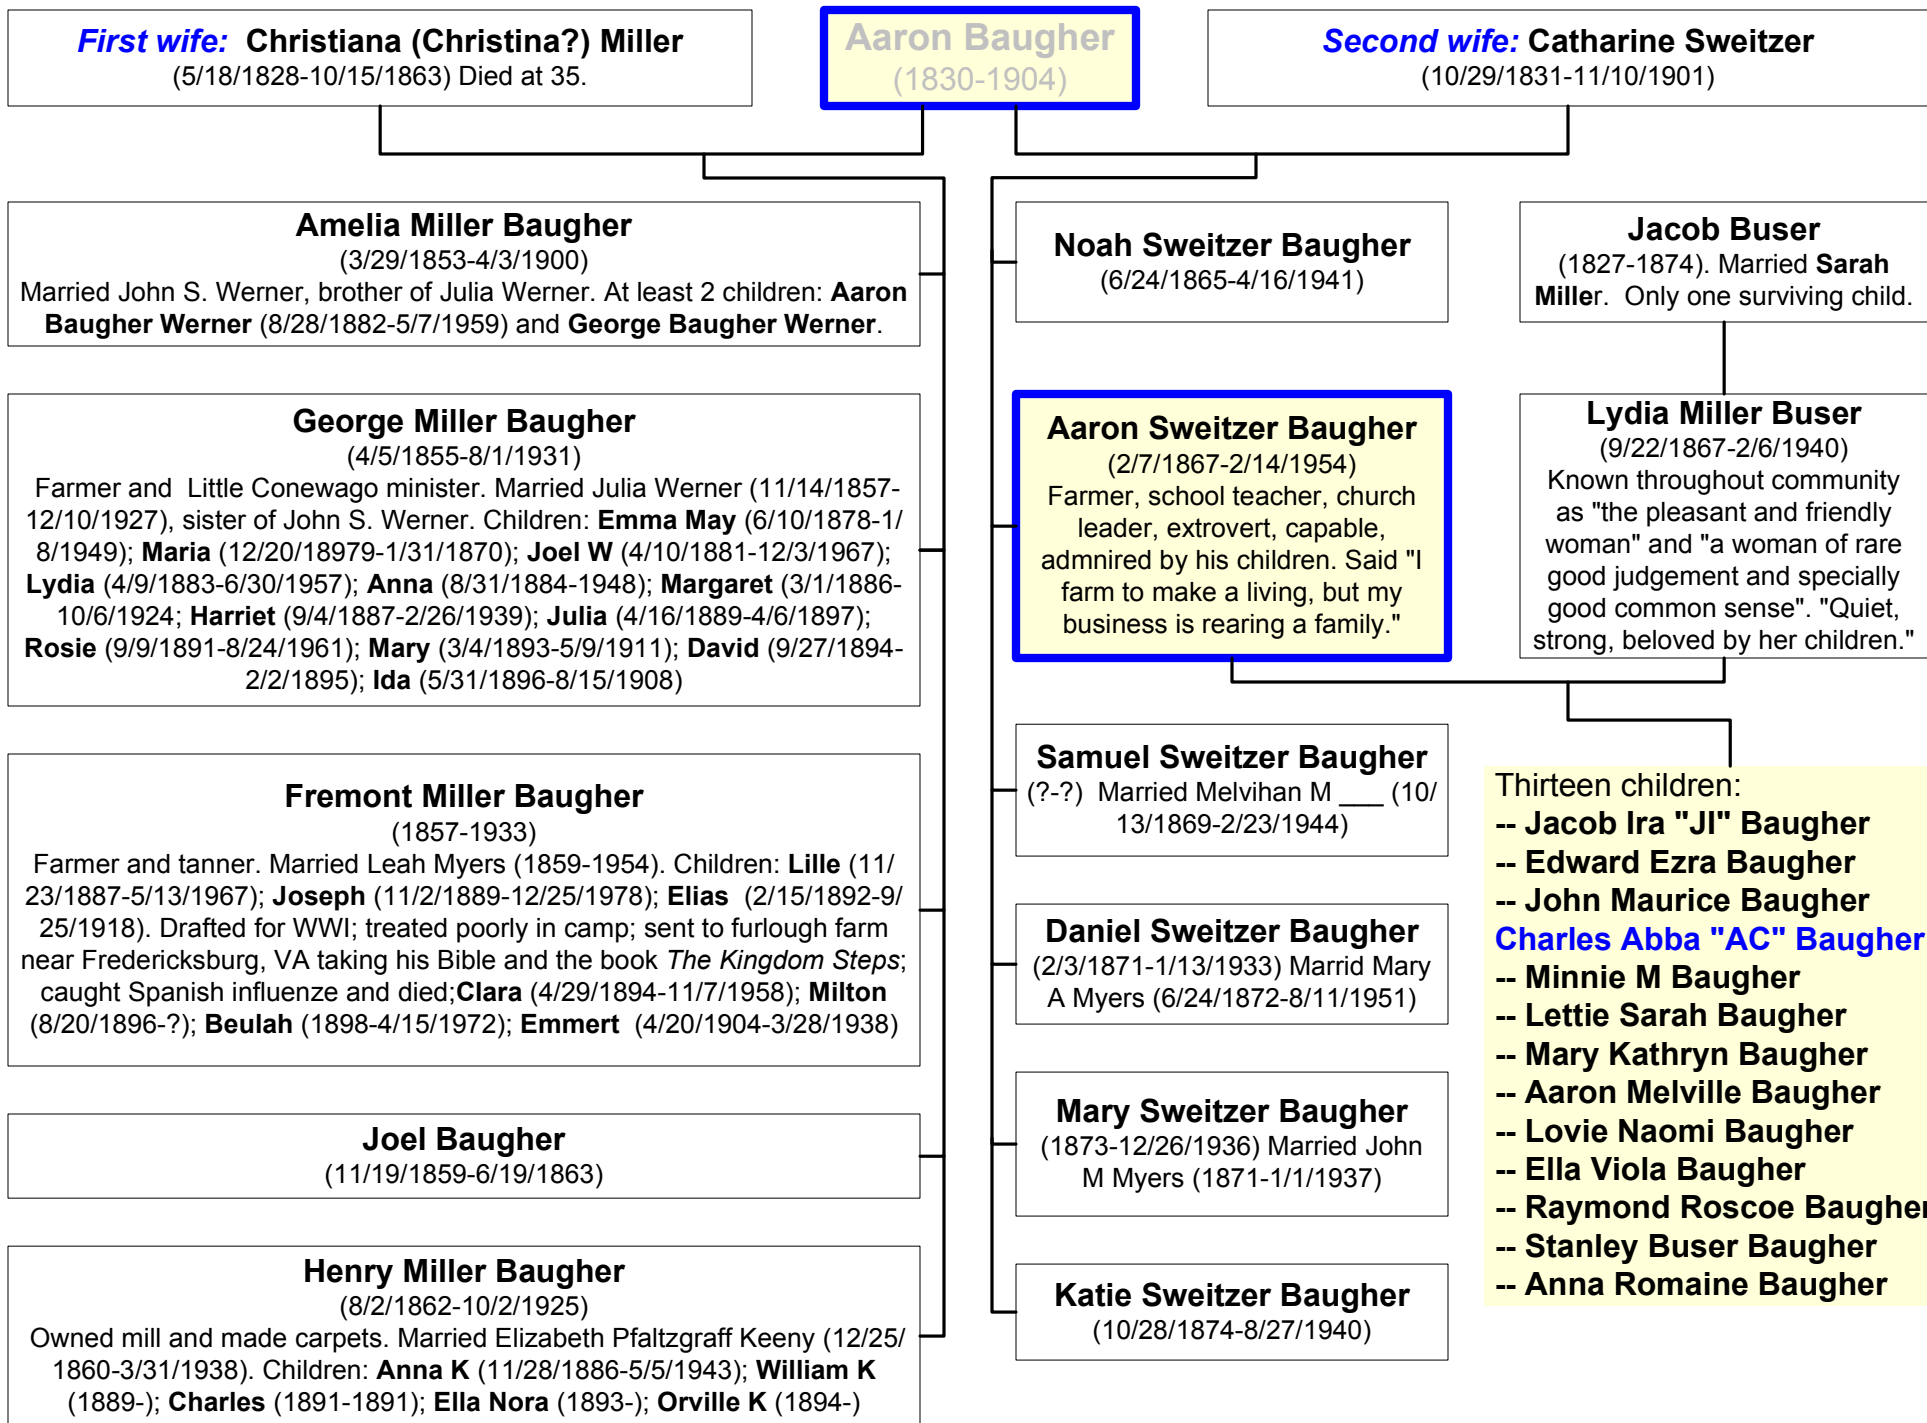 First wife: Christiana (Christina?) Miller
(5/18/1828-10/15/1863) Died at 35.
Aaron Baugher
(1830-1904)
Second wife: Catharine Sweitzer
(10/29/1831-11/10/1901)
Amelia Miller Baugher
(3/29/1853-4/3/1900)
Married John S. Werner, brother of Julia Werner. At least 2 children: Aaron
Baugher Werner (8/28/1882-5/7/1959) and George Baugher Werner.
George Miller Baugher
(4/5/1855-8/1/1931)
Farmer and Little Conewago minister. Married Julia Werner (11/14/1857-
12/10/1927), sister of John S. Werner. Children: Emma May (6/10/1878-1/
8/1949); Maria (12/20/18979-1/31/1870); Joel W (4/10/1881-12/3/1967);
Lydia (4/9/1883-6/30/1957); Anna (8/31/1884-1948); Margaret (3/1/1886-
10/6/1924; Harriet (9/4/1887-2/26/1939); Julia (4/16/1889-4/6/1897);
Rosie (9/9/1891-8/24/1961); Mary (3/4/1893-5/9/1911); David (9/27/1894-
2/2/1895); Ida (5/31/1896-8/15/1908)
Fremont Miller Baugher
(1857-1933)
Farmer and tanner. Married Leah Myers (1859-1954). Children: Lille (11/
23/1887-5/13/1967); Joseph (11/2/1889-12/25/1978); Elias (2/15/1892-9/
25/1918). Drafted for WWI; treated poorly in camp; sent to furlough farm
near Fredericksburg, VA taking his Bible and the book The Kingdom Steps;
caught Spanish influenze and died;Clara (4/29/1894-11/7/1958); Milton
(8/20/1896-?); Beulah (1898-4/15/1972); Emmert (4/20/1904-3/28/1938)
Joel Baugher
(11/19/1859-6/19/1863)
Henry Miller Baugher
(8/2/1862-10/2/1925)
Owned mill and made carpets. Married Elizabeth Pfaltzgraff Keeny (12/25/
1860-3/31/1938). Children: Anna K (11/28/1886-5/5/1943); William K
(1889-); Charles (1891-1891); Ella Nora (1893-); Orville K (1894-)
Noah Sweitzer Baugher
(6/24/1865-4/16/1941)
Aaron Sweitzer Baugher
(2/7/1867-2/14/1954)
Farmer, school teacher, church
leader, extrovert, capable,
admnired by his children. Said "I
farm to make a living, but my
business is rearing a family."
Samuel Sweitzer Baugher
(?-?) Married Melvihan M ___ (10/
13/1869-2/23/1944)
Daniel Sweitzer Baugher
(2/3/1871-1/13/1933) Marrid Mary
A Myers (6/24/1872-8/11/1951)
Mary Sweitzer Baugher
(1873-12/26/1936) Married John
M Myers (1871-1/1/1937)
Katie Sweitzer Baugher
(10/28/1874-8/27/1940)
Jacob Buser
(1827-1874). Married Sarah
Miller. Only one surviving child.
Lydia Miller Buser
(9/22/1867-2/6/1940)
Known throughout community
as "the pleasant and friendly
woman" and "a woman of rare
good judgement and specially
good common sense". "Quiet,
strong, beloved by her children."
Thirteen children:
-- Jacob Ira "JI" Baugher
-- Edward Ezra Baugher
-- John Maurice Baugher
Charles Abba "AC" Baugher
-- Minnie M Baugher
-- Lettie Sarah Baugher
-- Mary Kathryn Baugher
-- Aaron Melville Baugher
-- Lovie Naomi Baugher
-- Ella Viola Baugher
-- Raymond Roscoe Baugher
-- Stanley Buser Baugher
-- Anna Romaine Baugher